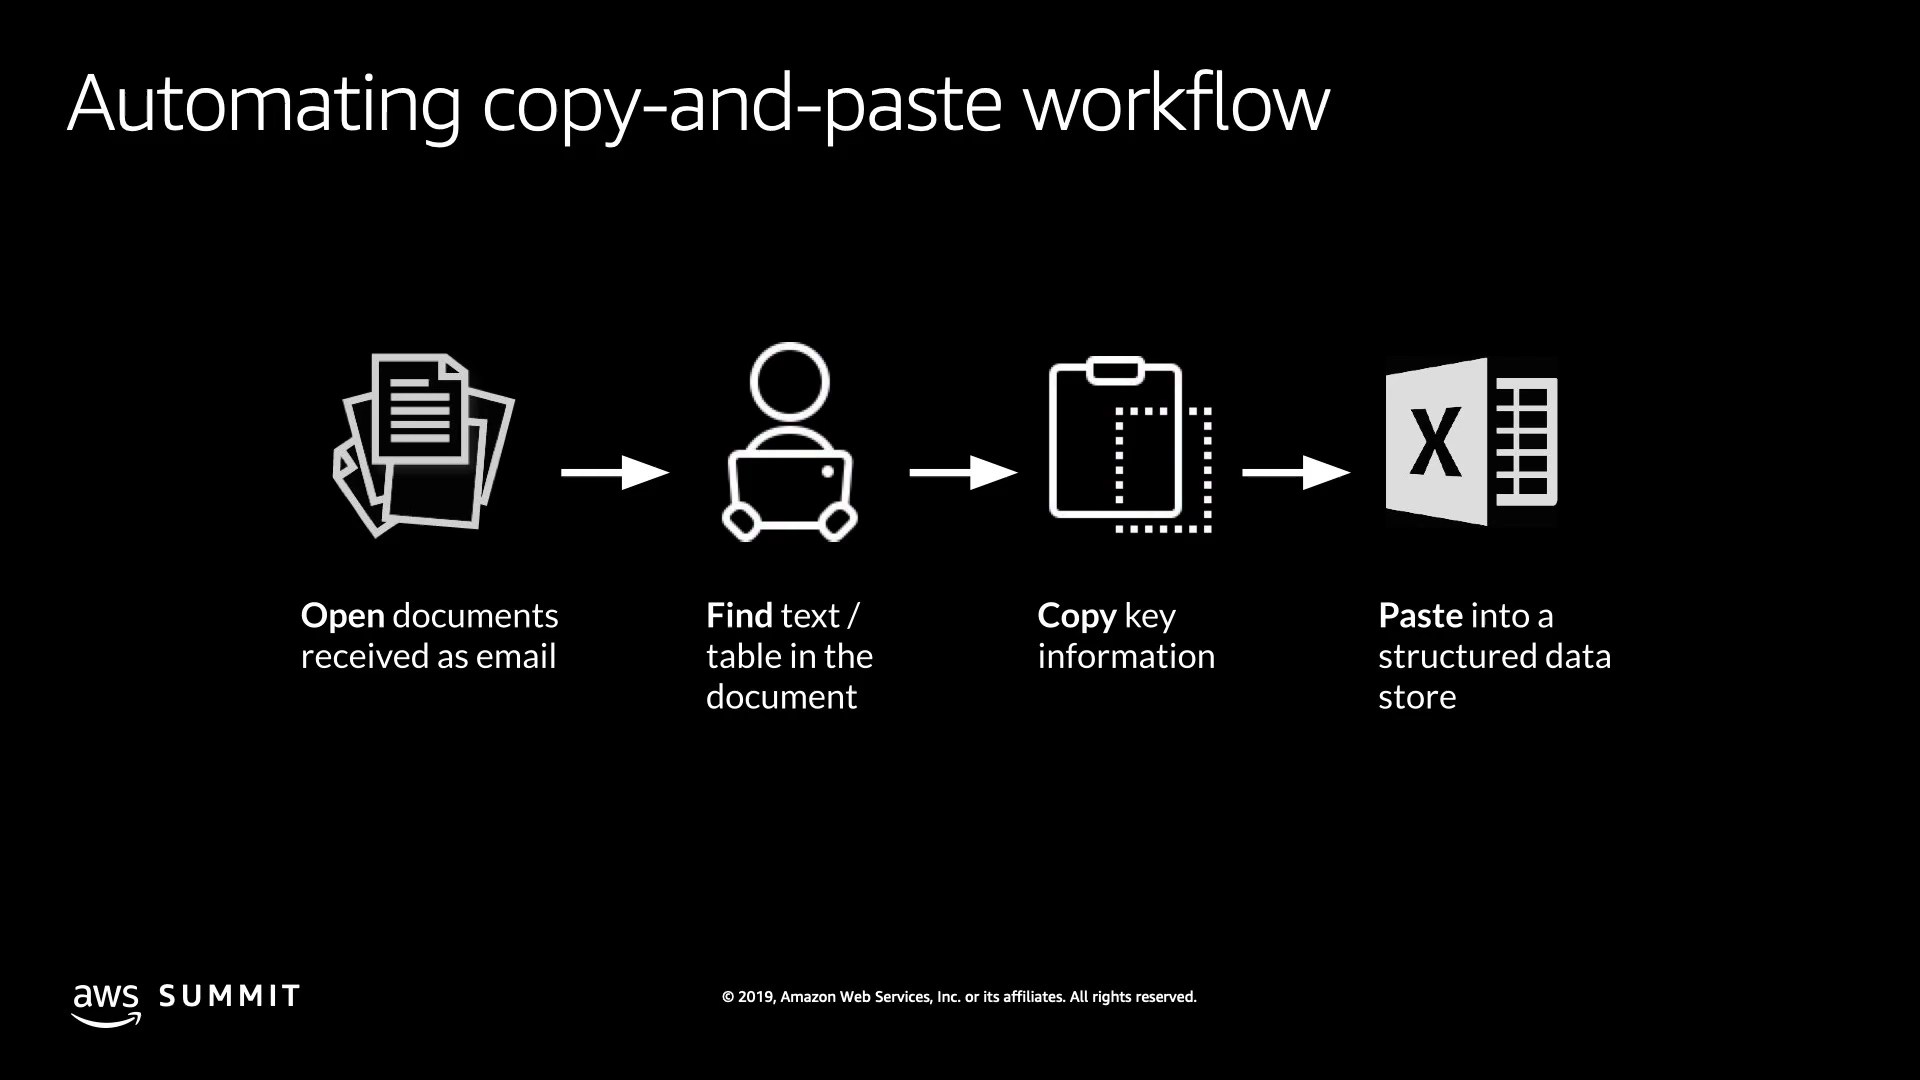 Automating copy-and-paste workflow
X
Open documents
received as email
Find text /
table in the
document
Copy key
information
Paste into a
structured data
store
aws SUMMIT
© 2019, Amazon Web Services, Inc. or its affiliates. All rights reserved.